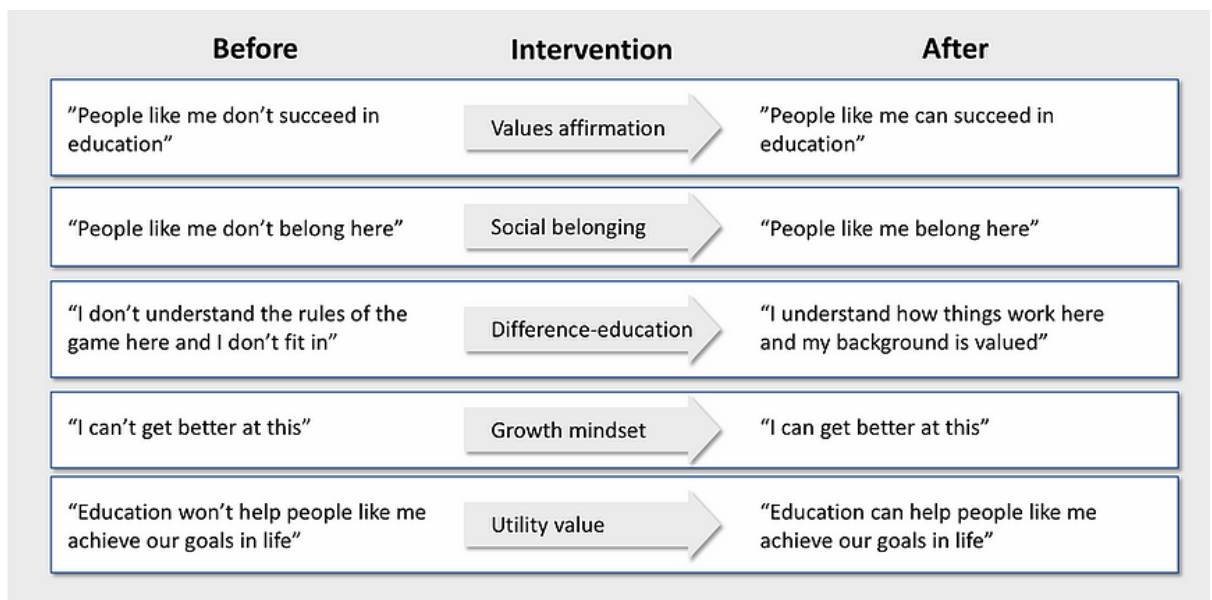 Before Intervention After
”People like me don’t succeed in
education”
Values affirmation
”People like me can succeed in
education”
“People like me don’t belong here”
Social belonging
“People like me belong here”
“I don’t understand the rules of the
game here and I don’t fit in”
Difference-education
“I understand how things work here
and my background is valued”
“I can’t get better at this”
Growth mindset
“I can get better at this”
“Education won’t help people like me
achieve our goals in life”
Utility value
“Education can help people like me
achieve our goals in life”